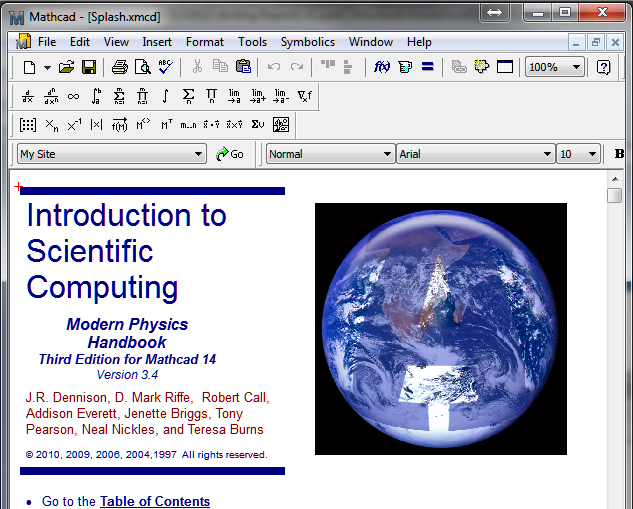 Mathcad - [Splash.xmcd]
File Edit View Insert Format Tools Symbolics Window Help
100%
My Site Go Normal Arial 10 B
Introduction to
Scientific
Computing
Modern Physics
Handbook
Third Edition for Mathcad 14
Version 3.4
J.R. Dennison, D. Mark Riffe, Robert Call,
Addison Everett, Jenette Briggs, Tony
Pearson, Neal Nickles, and Teresa Burns
© 2010, 2009, 2006, 2004,1997 All rights reserved.
• Go to the Table of Contents